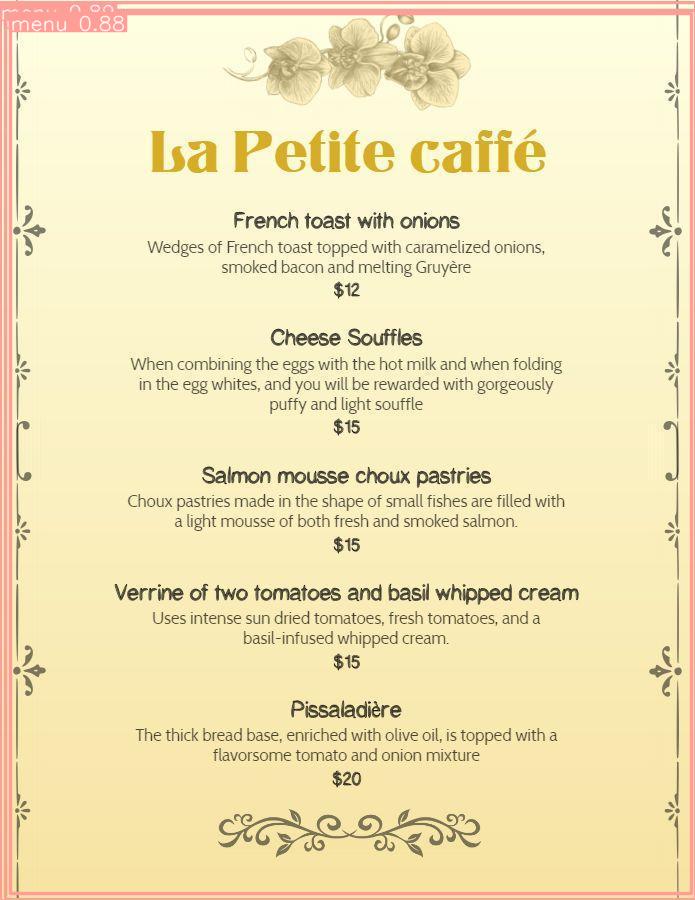 menu 0.89
menu 0.88
La Petite caffé
French toast with onions
Wedges of French toast topped with caramelized onions,
smoked bacon and melting Gruyère
$12
Cheese Souffles
When combining the eggs with the hot milk and when folding
in the egg whites, and you will be rewarded with gorgeously
puffy and light souffle
$15
Salmon mousse choux pastries
Choux pastries made in the shape of small fishes are filled with
a light mousse of both fresh and smoked salmon.
$15
Verrine of two tomatoes and basil whipped cream
Uses intense sun dried tomatoes, fresh tomatoes, and a
basil-infused whipped cream.
$15
Pissaladière
The thick bread base, enriched with olive oil, is topped with a
flavorsome tomato and onion mixture
$20